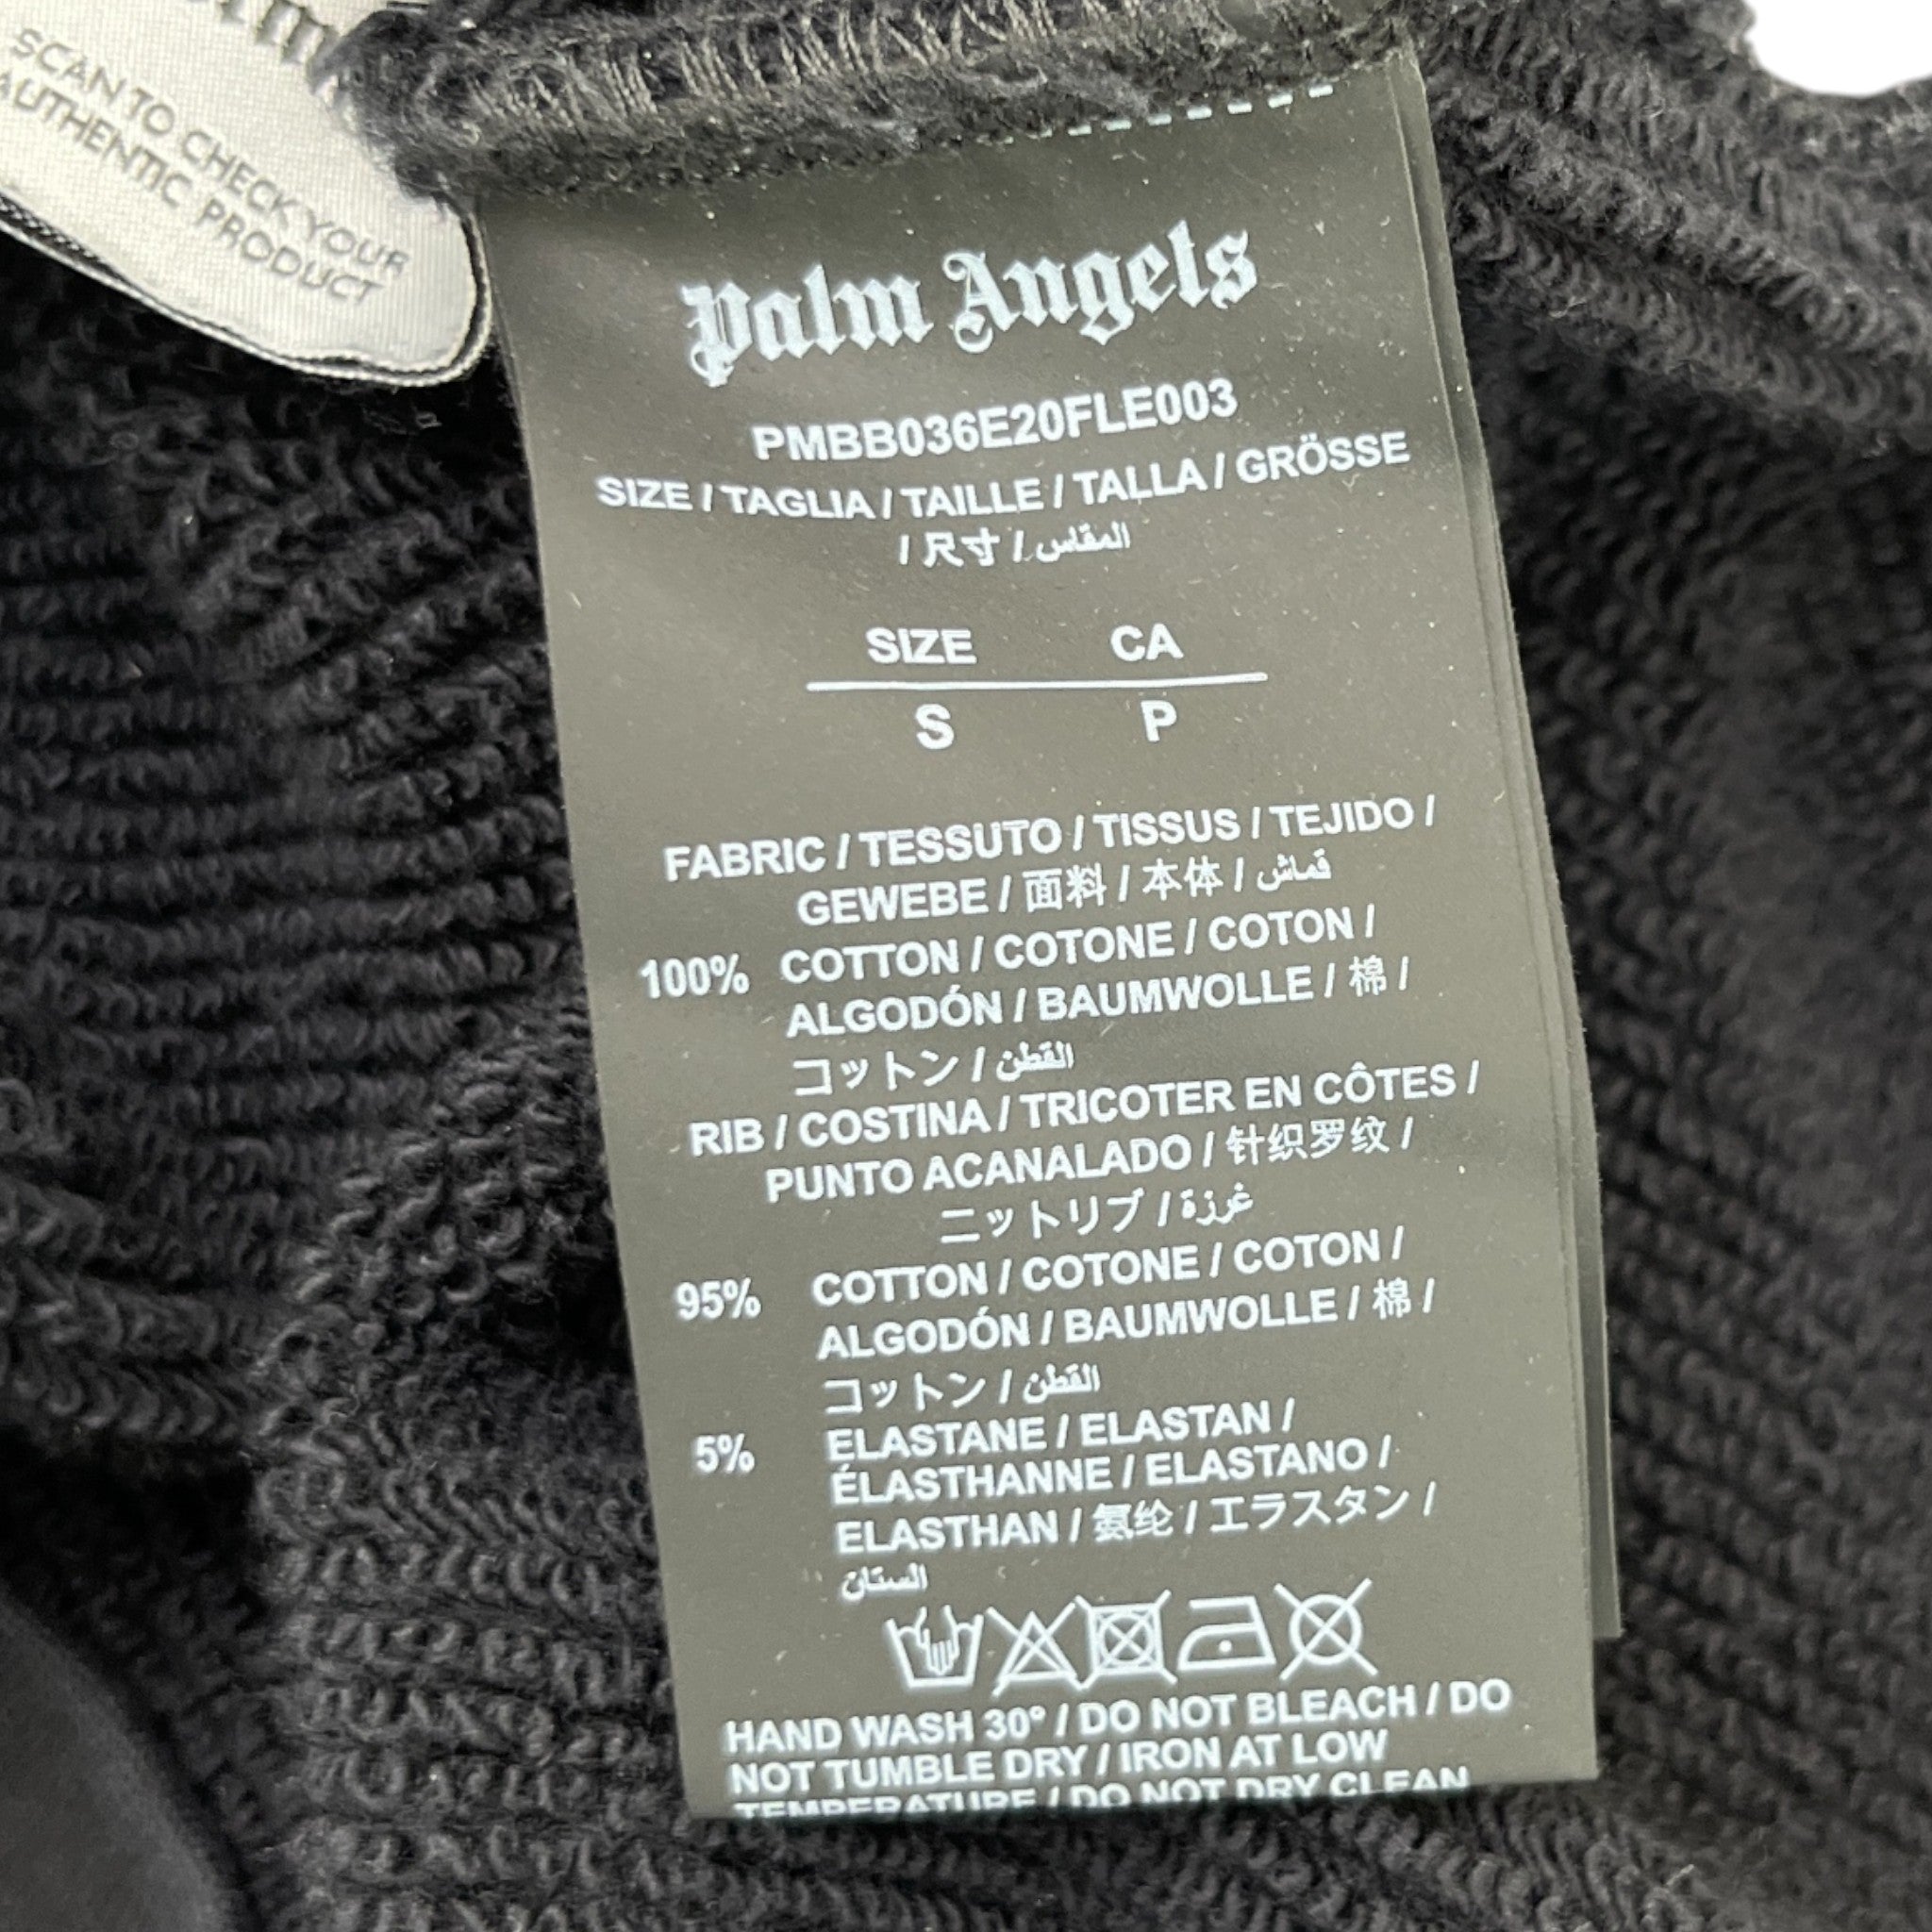 SCAN TO CHECK YOUR
AUTHENTIC PRODUCT
Palm Angels
PMBB036E20FLE003
SIZE / TAGLIA / TAILLE / TALLA / GRÖSSE
/ 尺寸 / المقاس
SIZE CA
S P
FABRIC / TESSUTO / TISSUS / TEJIDO /
GEWEBE / 面料 / 本体 / قماش
100% COTTON / COTONE / COTON /
ALGODÓN / BAUMWOLLE / 棉 /
コットン / القطن
RIB / COSTINA / TRICOTER EN CÔTES /
PUNTO ACANALADO / 针织罗纹 /
ニットリブ / غرزة
95% COTTON / COTONE / COTON /
ALGODÓN / BAUMWOLLE / 棉 /
コットン / القطن
5% ELASTANE / ELASTAN /
ÉLASTHANNE / ELASTANO /
ELASTHAN / 氨纶 / エラスタン /
الستان
HAND WASH 30° / DO NOT BLEACH / DO
NOT TUMBLE DRY / IRON AT LOW
TEMPERATURE / DO NOT DRY CLEAN